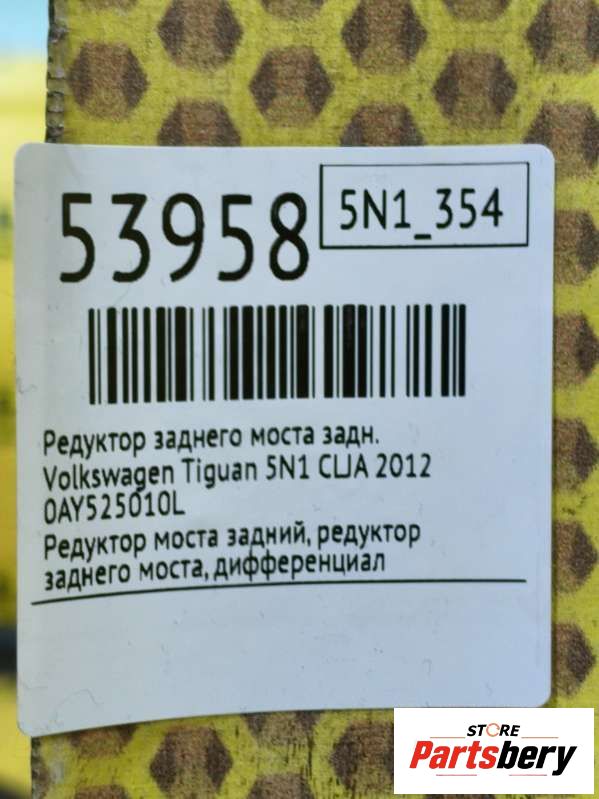 53958
5N1_354
Редуктор заднего моста задн.
Volkswagen Tiguan 5N1 CLJA 2012
0AY525010L
Редуктор моста задний, редуктор
заднего моста, дифференциал
STORE
Partsbery